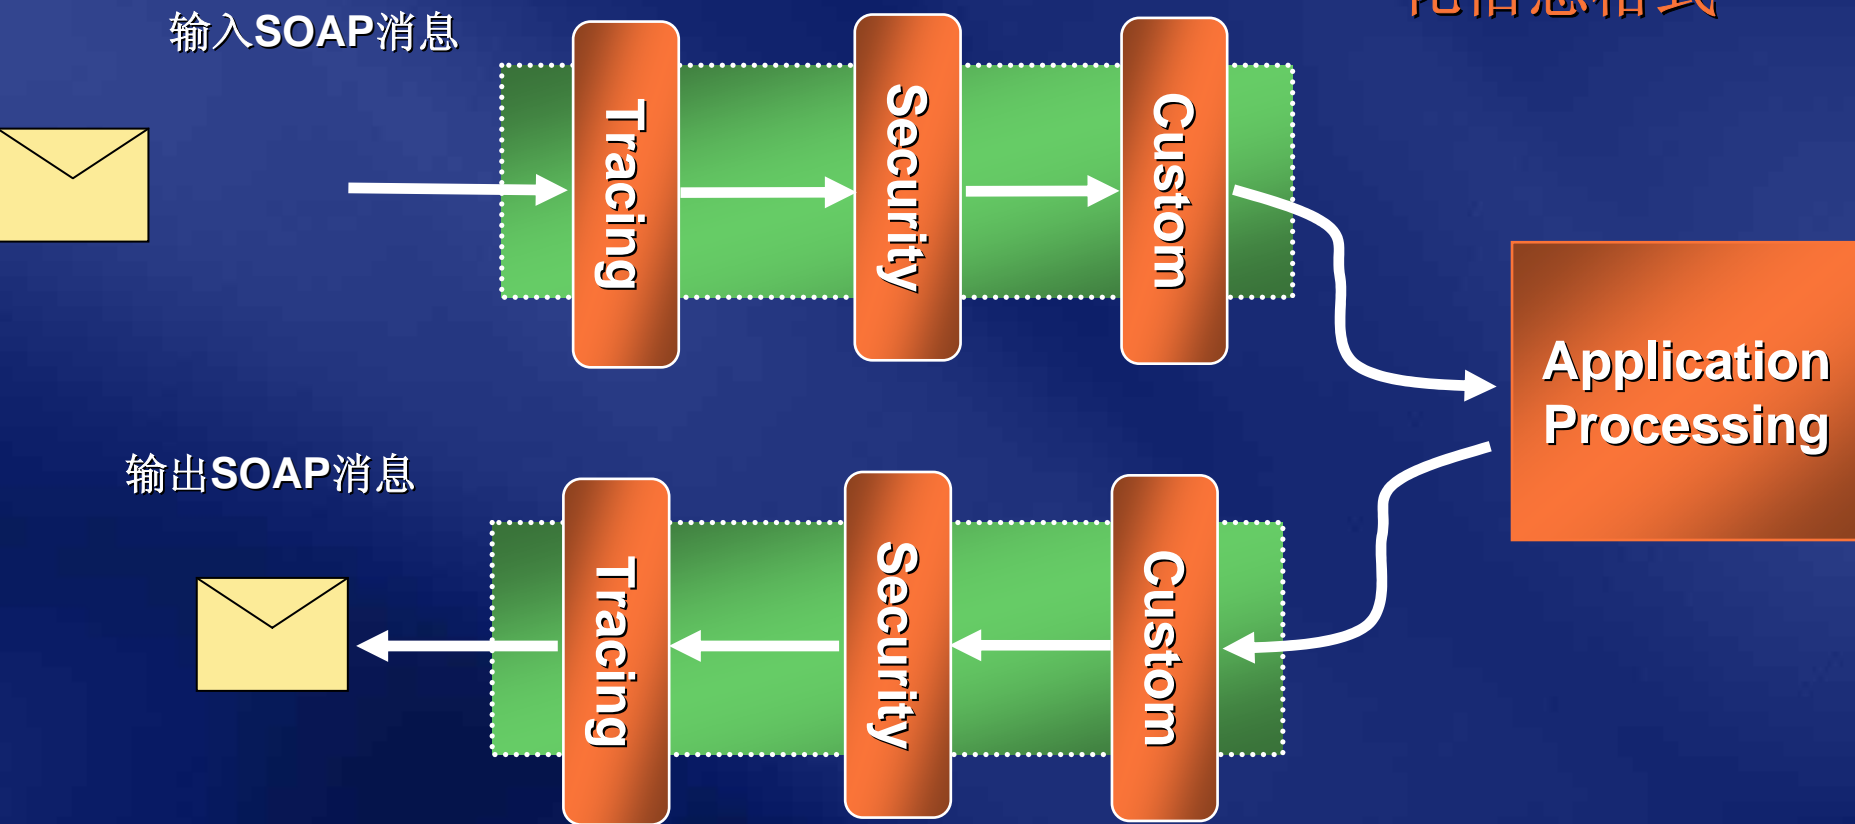 输入SOAP消息
Tracing
Security
Custom
Application
Processing
输出SOAP消息
Tracing
Security
Custom